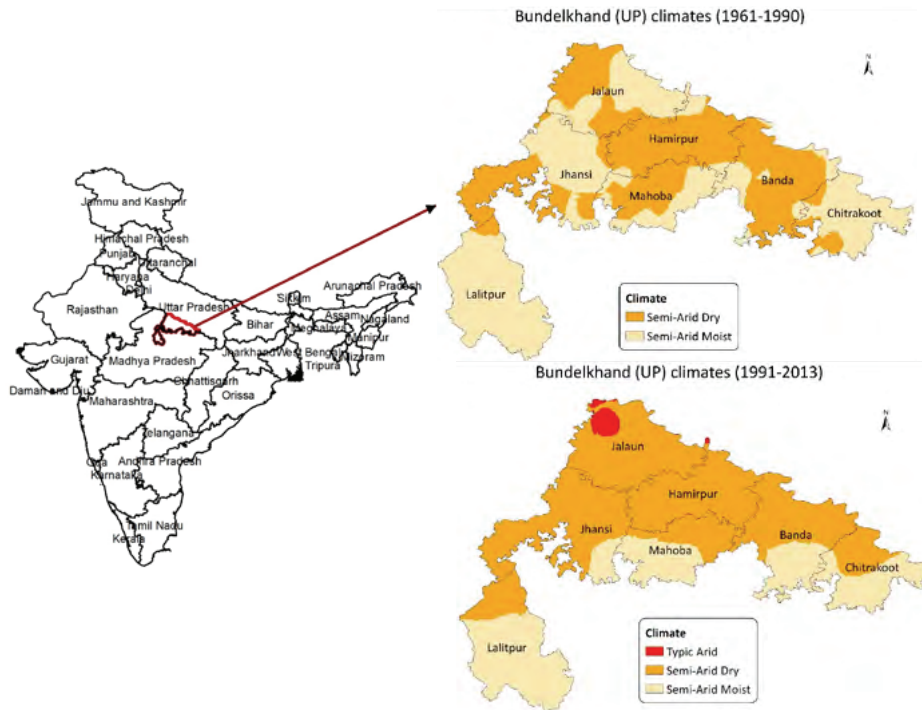 Bundelkhand (UP) climates (1961-1990)
N
Jalaun
Hamirpur
Jhansi
Mahoba
Banda
Chitrakoot
Lalitpur
Climate
Semi-Arid Dry
Semi-Arid Moist
Jammu and Kashmir
Himachal Pradesh
Punjab
Uttaranchal
Haryana
Delhi
Rajasthan
Uttar Pradesh
Sikkim
Arunachal Pradesh
Assam
Nagaland
Bihar
Meghalaya
Manipur
Gujarat
Madhya Pradesh
Jharkhand
West Bengal
Tripura
Mizoram
Chhattisgarh
Daman and Diu
Orissa
Maharashtra
Telangana
Goa
Andhra Pradesh
Karnataka
Tamil Nadu
Kerala
Bundelkhand (UP) climates (1991-2013)
N
Jalaun
Hamirpur
Jhansi
Mahoba
Banda
Chitrakoot
Lalitpur
Climate
Typic Arid
Semi-Arid Dry
Semi-Arid Moist